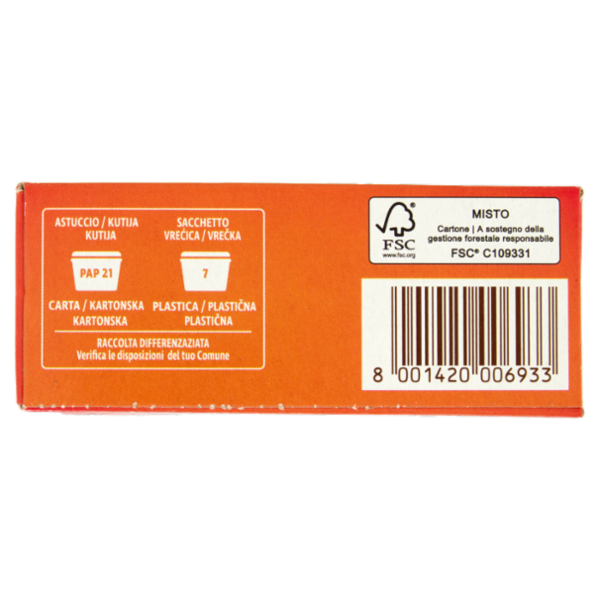 ASTUCCIO / KUTIJA
KUTIJA
PAP 21
CARTA / KARTONSKA
KARTONSKA
SACCHETTO
VREĆICA / VREČKA
7
PLASTICA / PLASTIČNA
PLASTIČNA
RACCOLTA DIFFERENZIATA
Verifica le disposizioni del tuo Comune
FSC
www.fsc.org
MISTO
Cartone | A sostegno della
gestione forestale responsabile
FSC® C109331
8 001420 006933